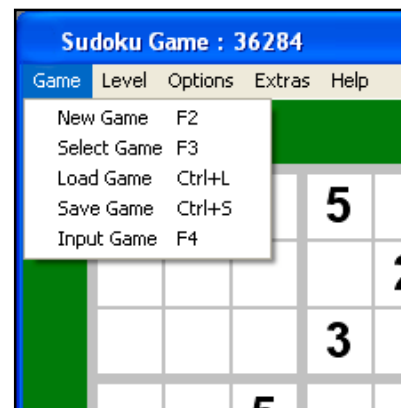 Sudoku Game : 36284
Game Level Options Extras Help
New Game F2
Select Game F3
Load Game Ctrl+L
Save Game Ctrl+S
Input Game F4
5
3